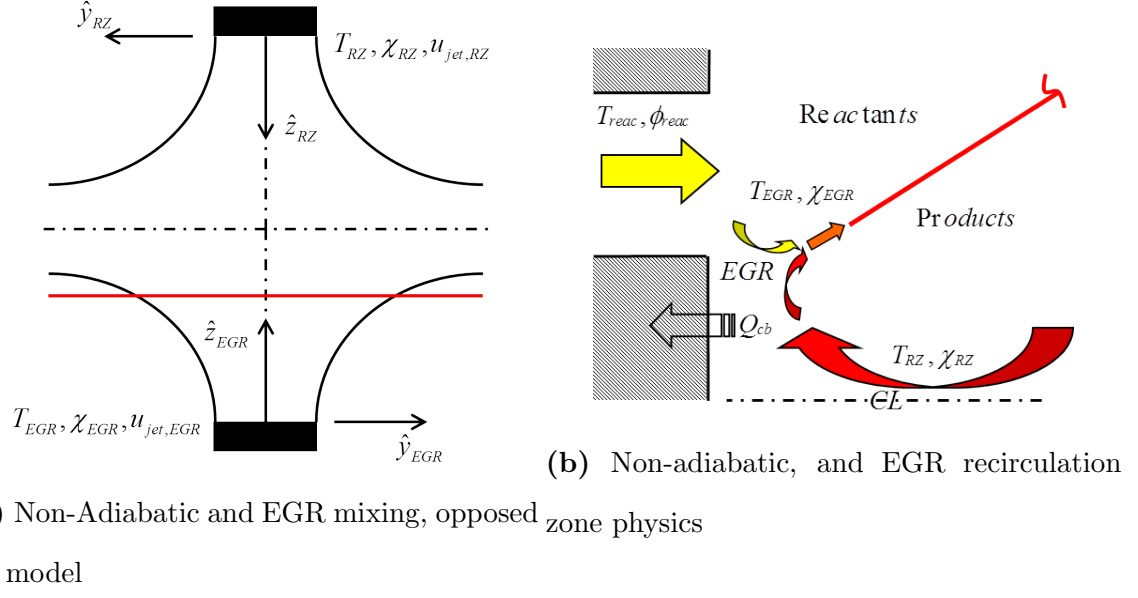 ŷ_RZ
T_RZ, χ_RZ, u_jet,RZ
ẑ_RZ
ẑ_EGR
T_EGR, χ_EGR, u_jet,EGR
ŷ_EGR
) Non-Adiabatic and EGR mixing, opposed
model
T_reac, ϕ_reac
Reactants
T_EGR, χ_EGR
Products
EGR
Q_cb
T_RZ, χ_RZ
CL
(b) Non-adiabatic, and EGR recirculation
zone physics